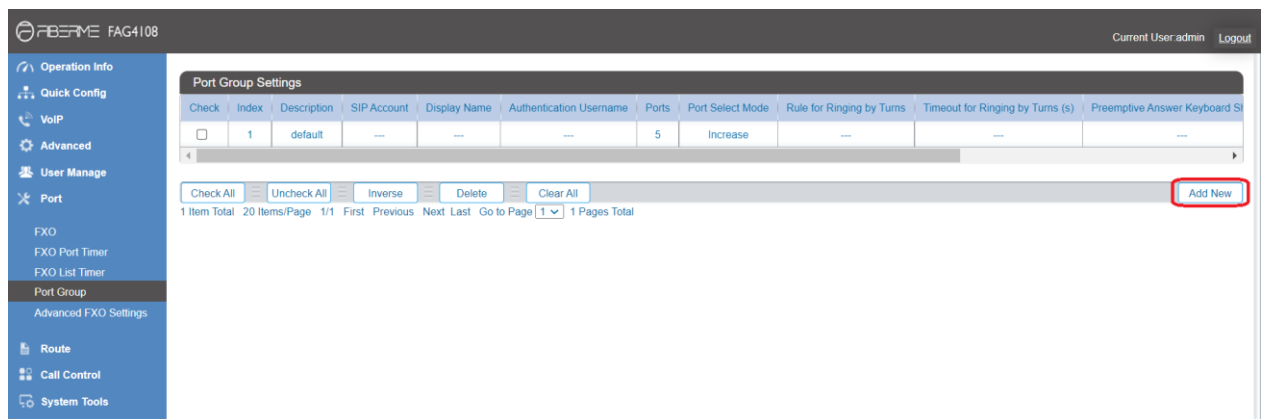 FIBERME FAG4108
Current User:admin Logout
Operation Info
Quick Config
VoIP
Advanced
User Manage
Port
FXO
FXO Port Timer
FXO List Timer
Port Group
Advanced FXO Settings
Route
Call Control
System Tools
Port Group Settings
Check Index Description SIP Account Display Name Authentication Username Ports Port Select Mode Rule for Ringing by Turns Timeout for Ringing by Turns (s) Preemptive Answer Keyboard
1 default --- --- --- 5 Increase --- --- ---
Check All Uncheck All Inverse Delete Clear All Add New
1 Item Total 20 Items/Page 1/1 First Previous Next Last Go to Page 1 1 Pages Total